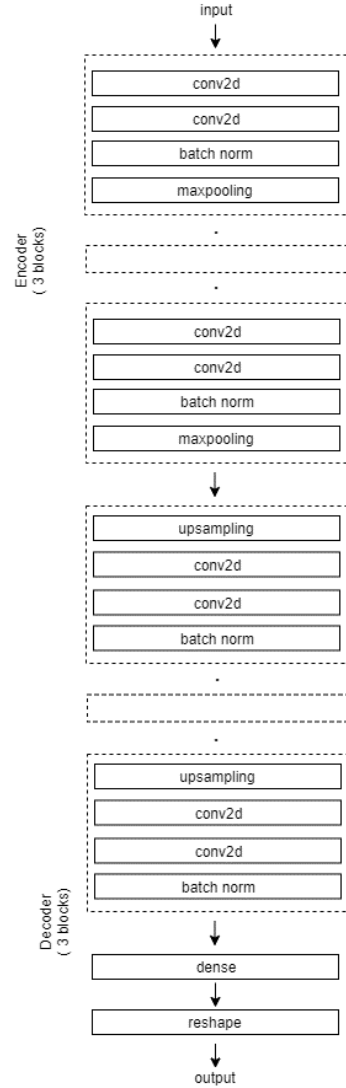 input
conv2d
conv2d
batch norm
maxpooling
Encoder
( 3 blocks)
conv2d
conv2d
batch norm
maxpooling
upsampling
conv2d
conv2d
batch norm
upsampling
conv2d
conv2d
batch norm
Decoder
( 3 blocks)
dense
reshape
output